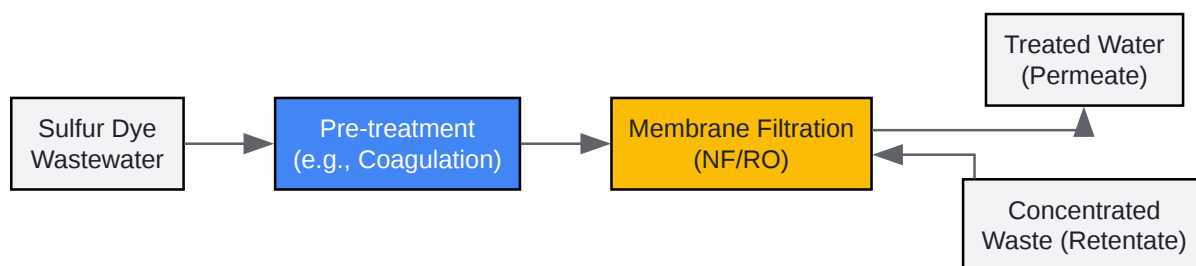 Sulfur Dye
Wastewater
Pre-treatment
(e.g., Coagulation)
Membrane Filtration
(NF/RO)
Treated Water
(Permeate)
Concentrated
Waste (Retentate)